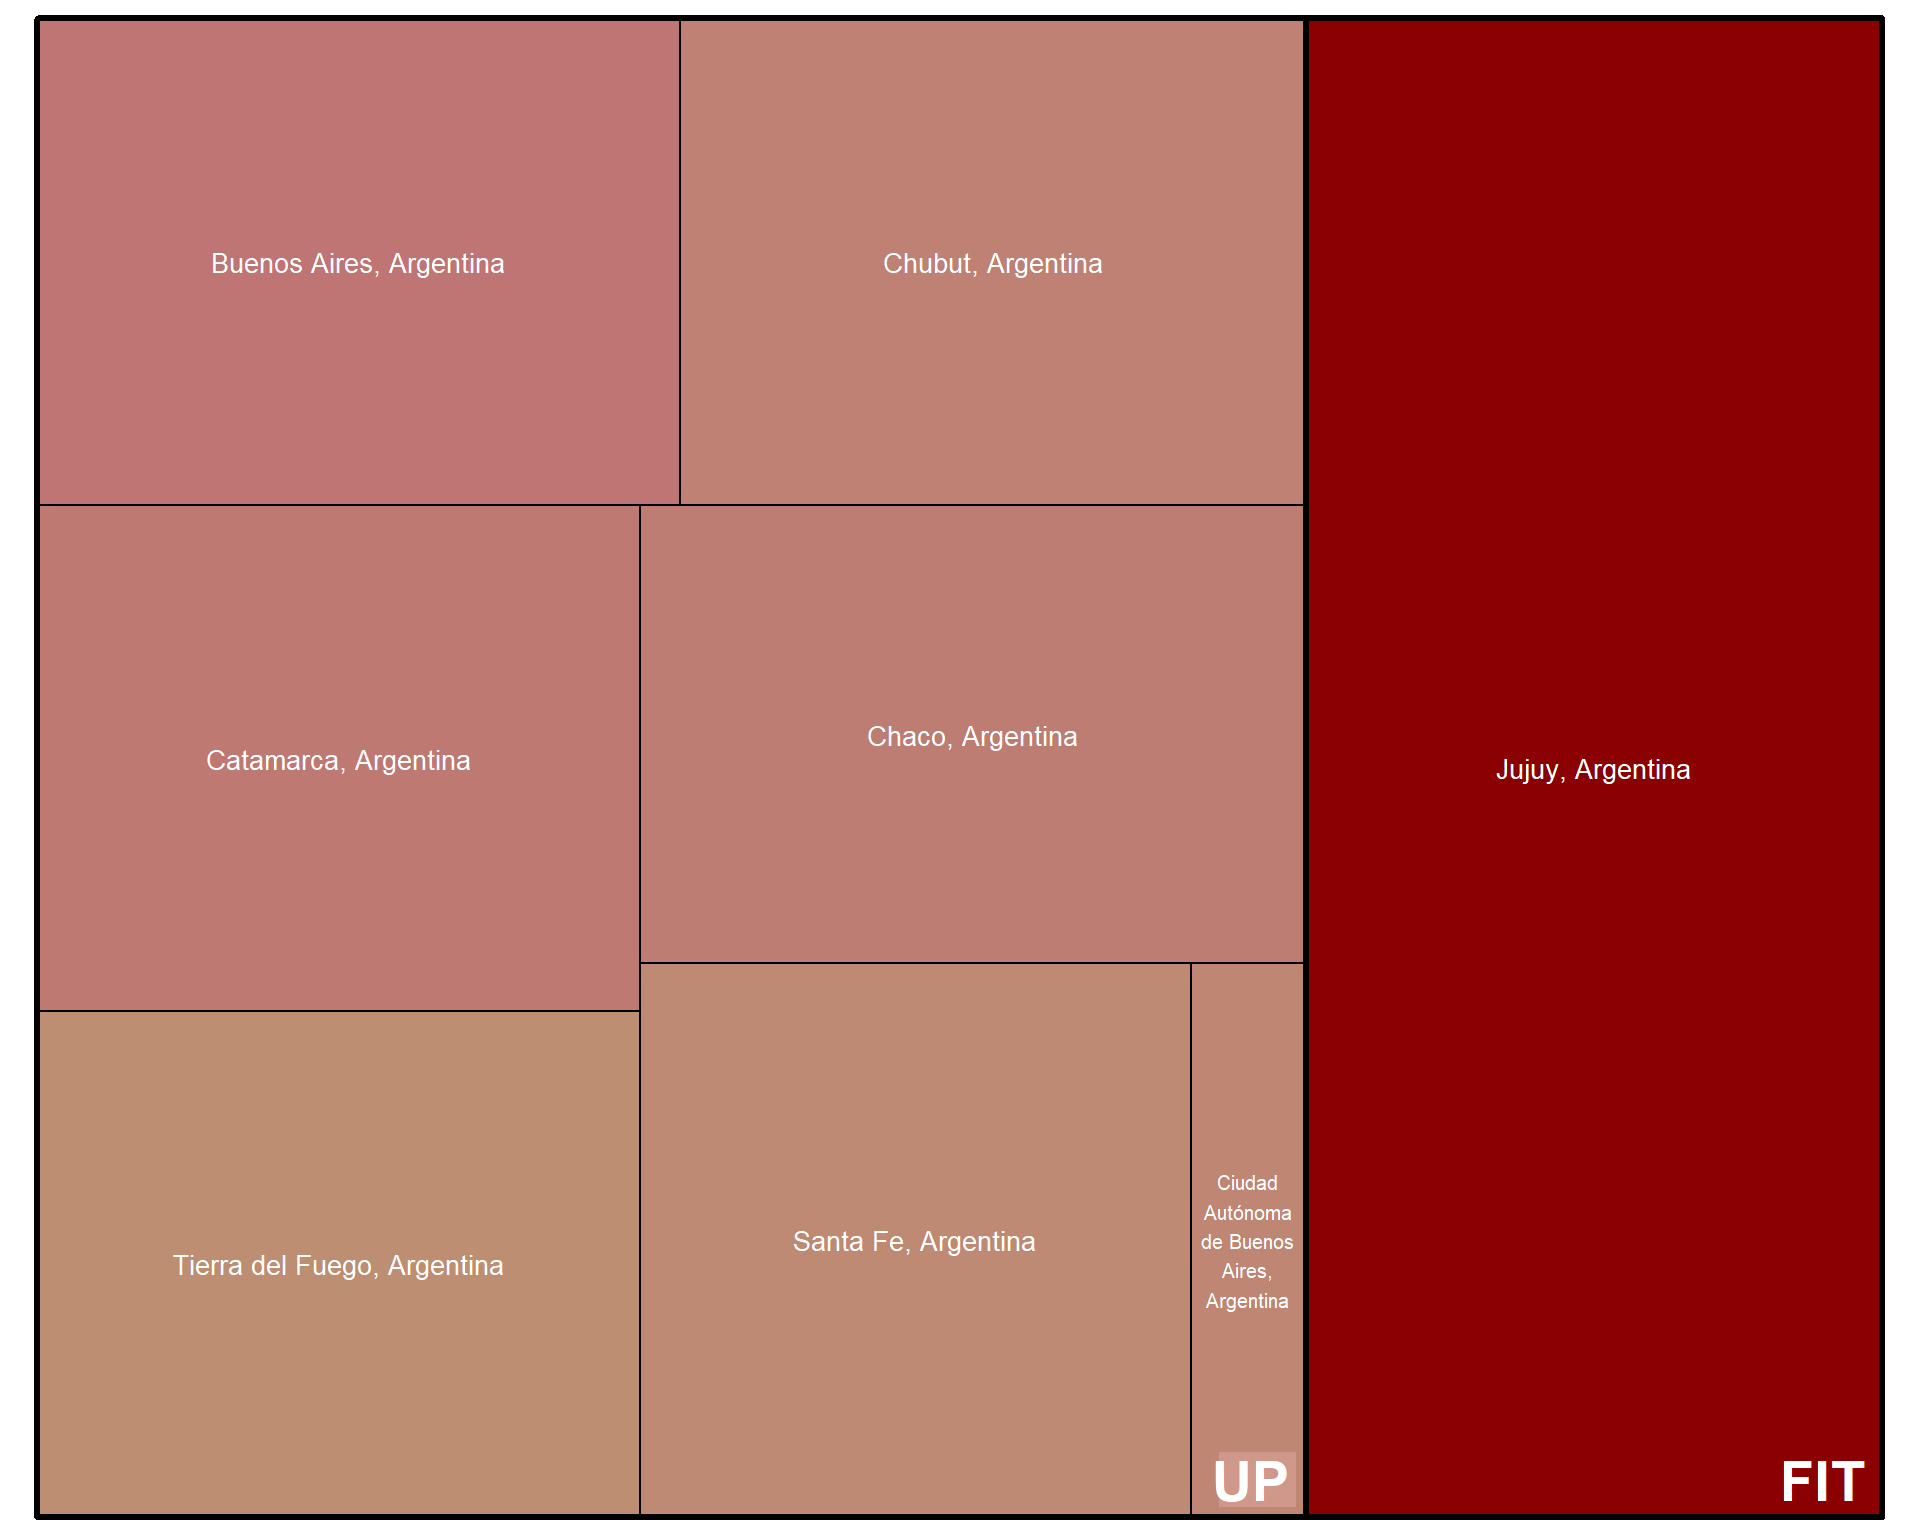 Buenos Aires, Argentina
Chubut, Argentina
Catamarca, Argentina
Chaco, Argentina
Jujuy, Argentina
Tierra del Fuego, Argentina
Santa Fe, Argentina
Ciudad
Autónoma
de Buenos
Aires,
Argentina
UP
FIT